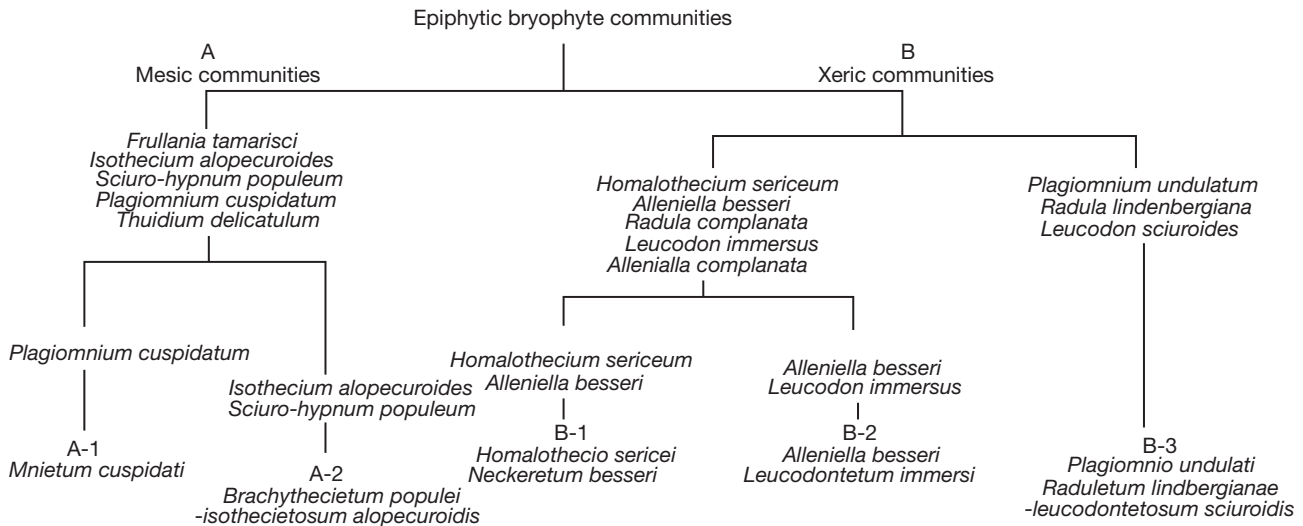 Epiphytic bryophyte communities
A
Mesic communities
B
Xeric communities
Frullania tamarisci
Isothecium alopecuroides
Sciuro-hypnum populeum
Plagiomnium cuspidatum
Thuidium delicatulum
Homalothecium sericeum
Alleniella besseri
Radula complanata
Leucodon immersus
Allenialla complanata
Plagiomnium undulatum
Radula lindenbergiana
Leucodon sciuroides
Plagiomnium cuspidatum
Isothecium alopecuroides
Sciuro-hypnum populeum
Homalothecium sericeum
Alleniella besseri
Alleniella besseri
Leucodon immersus
A-1
Mnietum cuspidati
A-2
Brachythecietum populei
-isothecietosum alopecuroidis
B-1
Homalothecio sericei
Neckeretum besseri
B-2
Alleniella besseri
Leucodontetum immersi
B-3
Plagiomnio undulati
Raduletum lindbergianae
-leucodontetosum sciuroidis